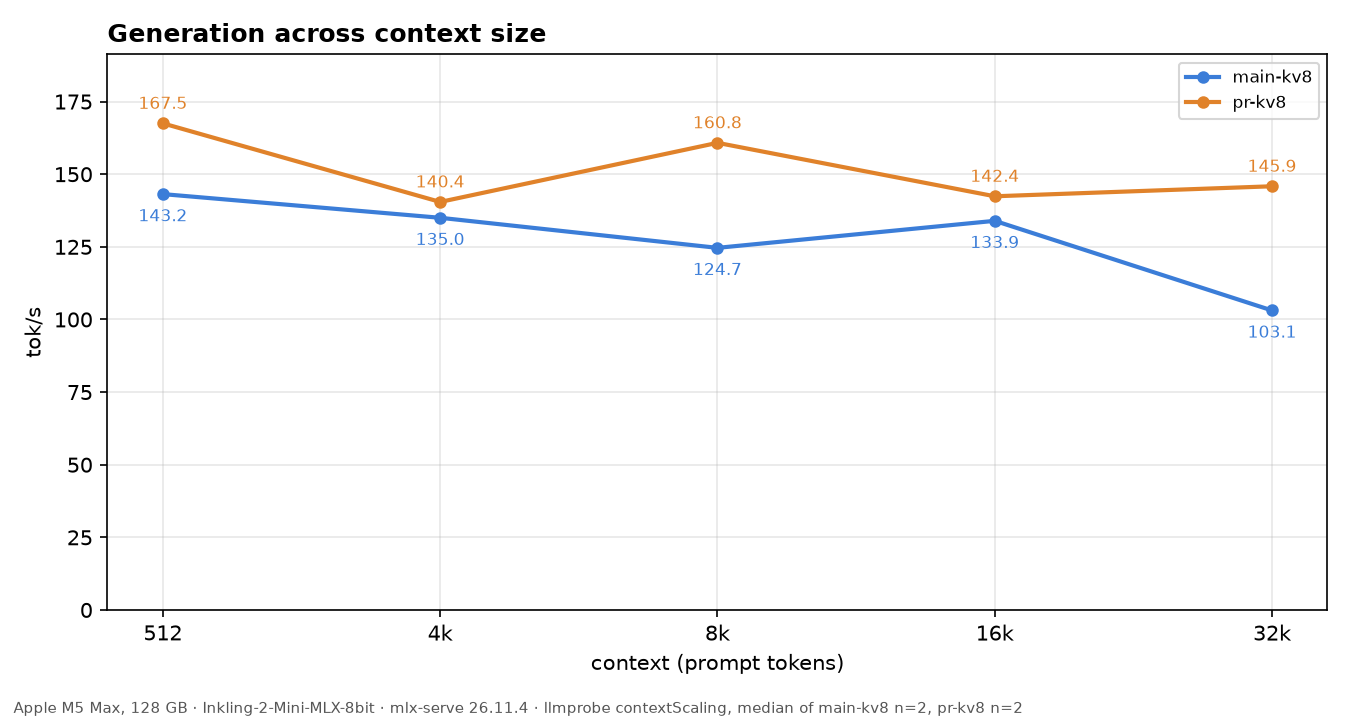 Generation across context size
main-kv8
pr-kv8
175
150
125
100
75
50
25
0
tok/s
167.5
140.4
160.8
142.4
145.9
143.2
135.0
124.7
133.9
103.1
512
4k
8k
16k
32k
context (prompt tokens)
Apple M5 Max, 128 GB · Inkling-2-Mini-MLX-8bit · mlx-serve 26.11.4 · llmprobe contextScaling, median of main-kv8 n=2, pr-kv8 n=2